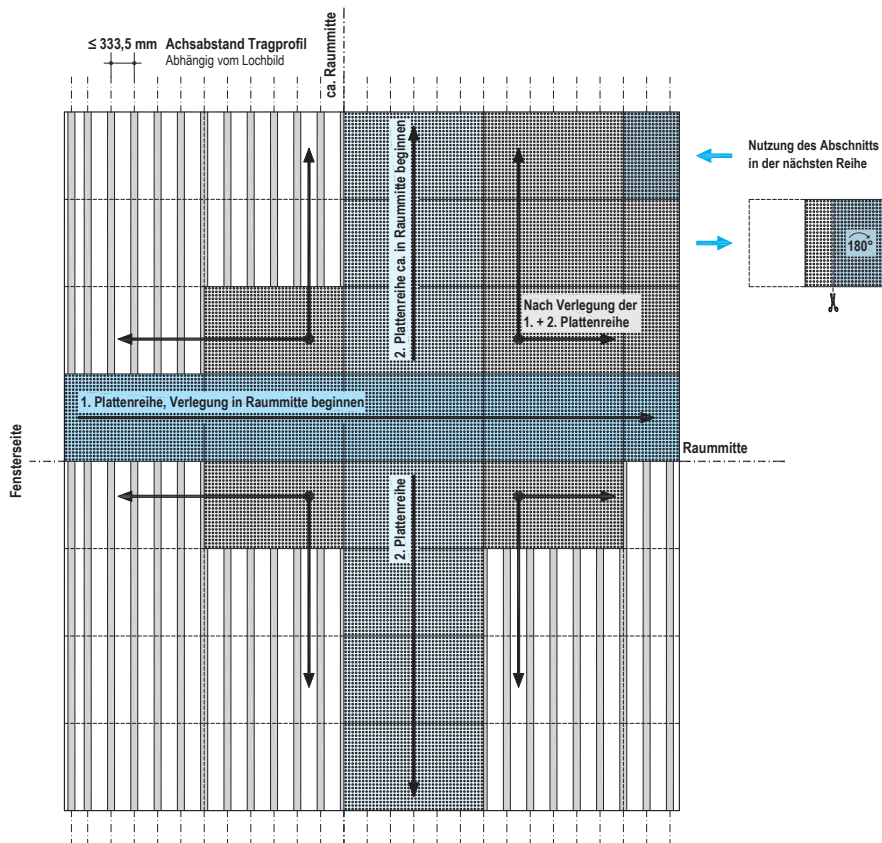 ≤ 333,5 mm Achsabstand Tragprofil
Abhängig vom Lochbild
ca. Raummitte
Nutzung des Abschnitts
in der nächsten Reihe
180°
2. Plattenreihe ca. in Raummitte beginnen
Nach Verlegung der
1. + 2. Plattenreihe
1. Plattenreihe, Verlegung in Raummitte beginnen
Raummitte
Fensterseite
2. Plattenreihe